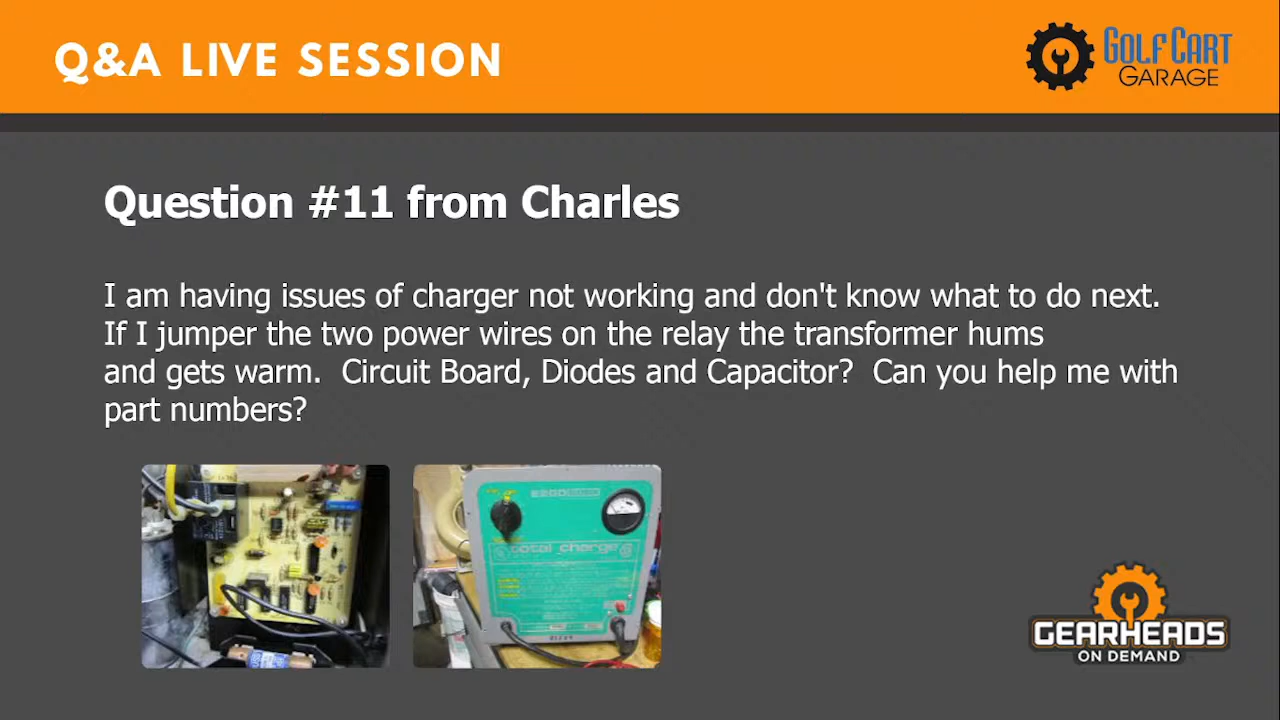 Q&A LIVE SESSION
GOLF CART
GARAGE
Question #11 from Charles
I am having issues of charger not working and don't know what to do next.
If I jumper the two power wires on the relay the transformer hums
and gets warm.  Circuit Board, Diodes and Capacitor?  Can you help me with
part numbers?
total charge
GEARHEADS
ON DEMAND